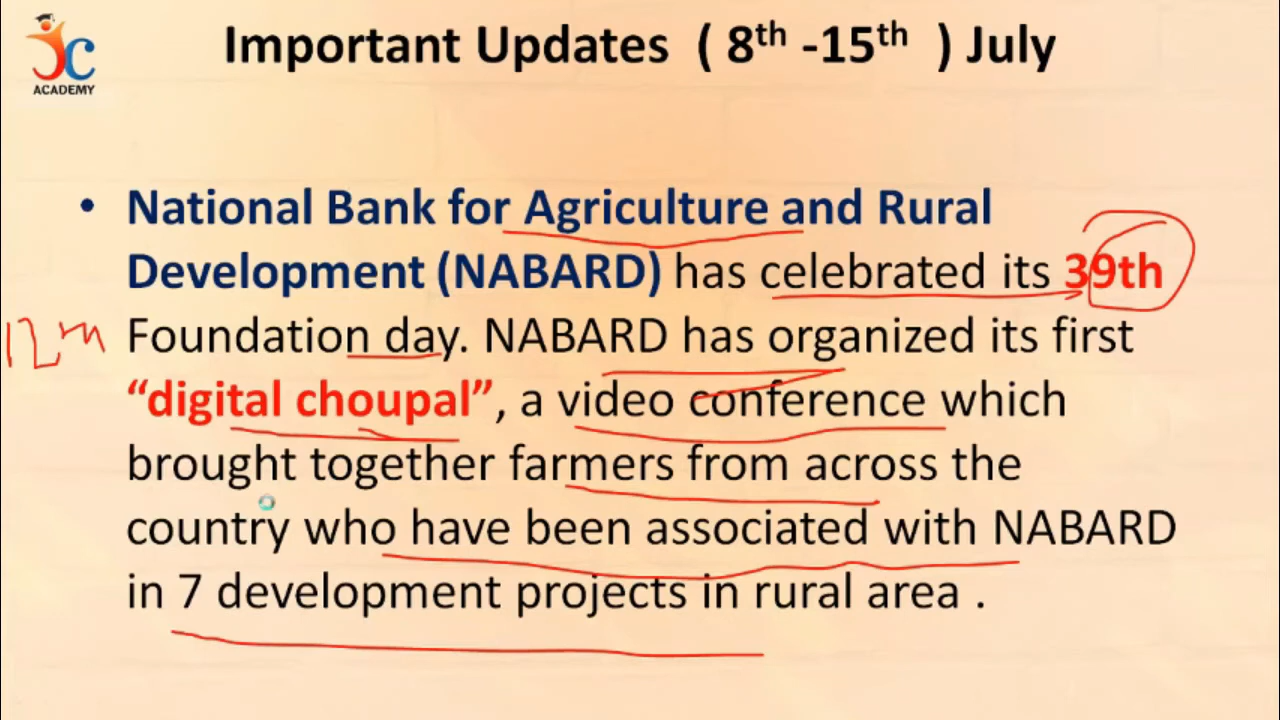 JC
ACADEMY
Important Updates ( 8th -15th ) July
• National Bank for Agriculture and Rural
Development (NABARD) has celebrated its 39th
Foundation day. NABARD has organized its first
“digital choupal”, a video conference which
brought together farmers from across the
country who have been associated with NABARD
in 7 development projects in rural area .
12